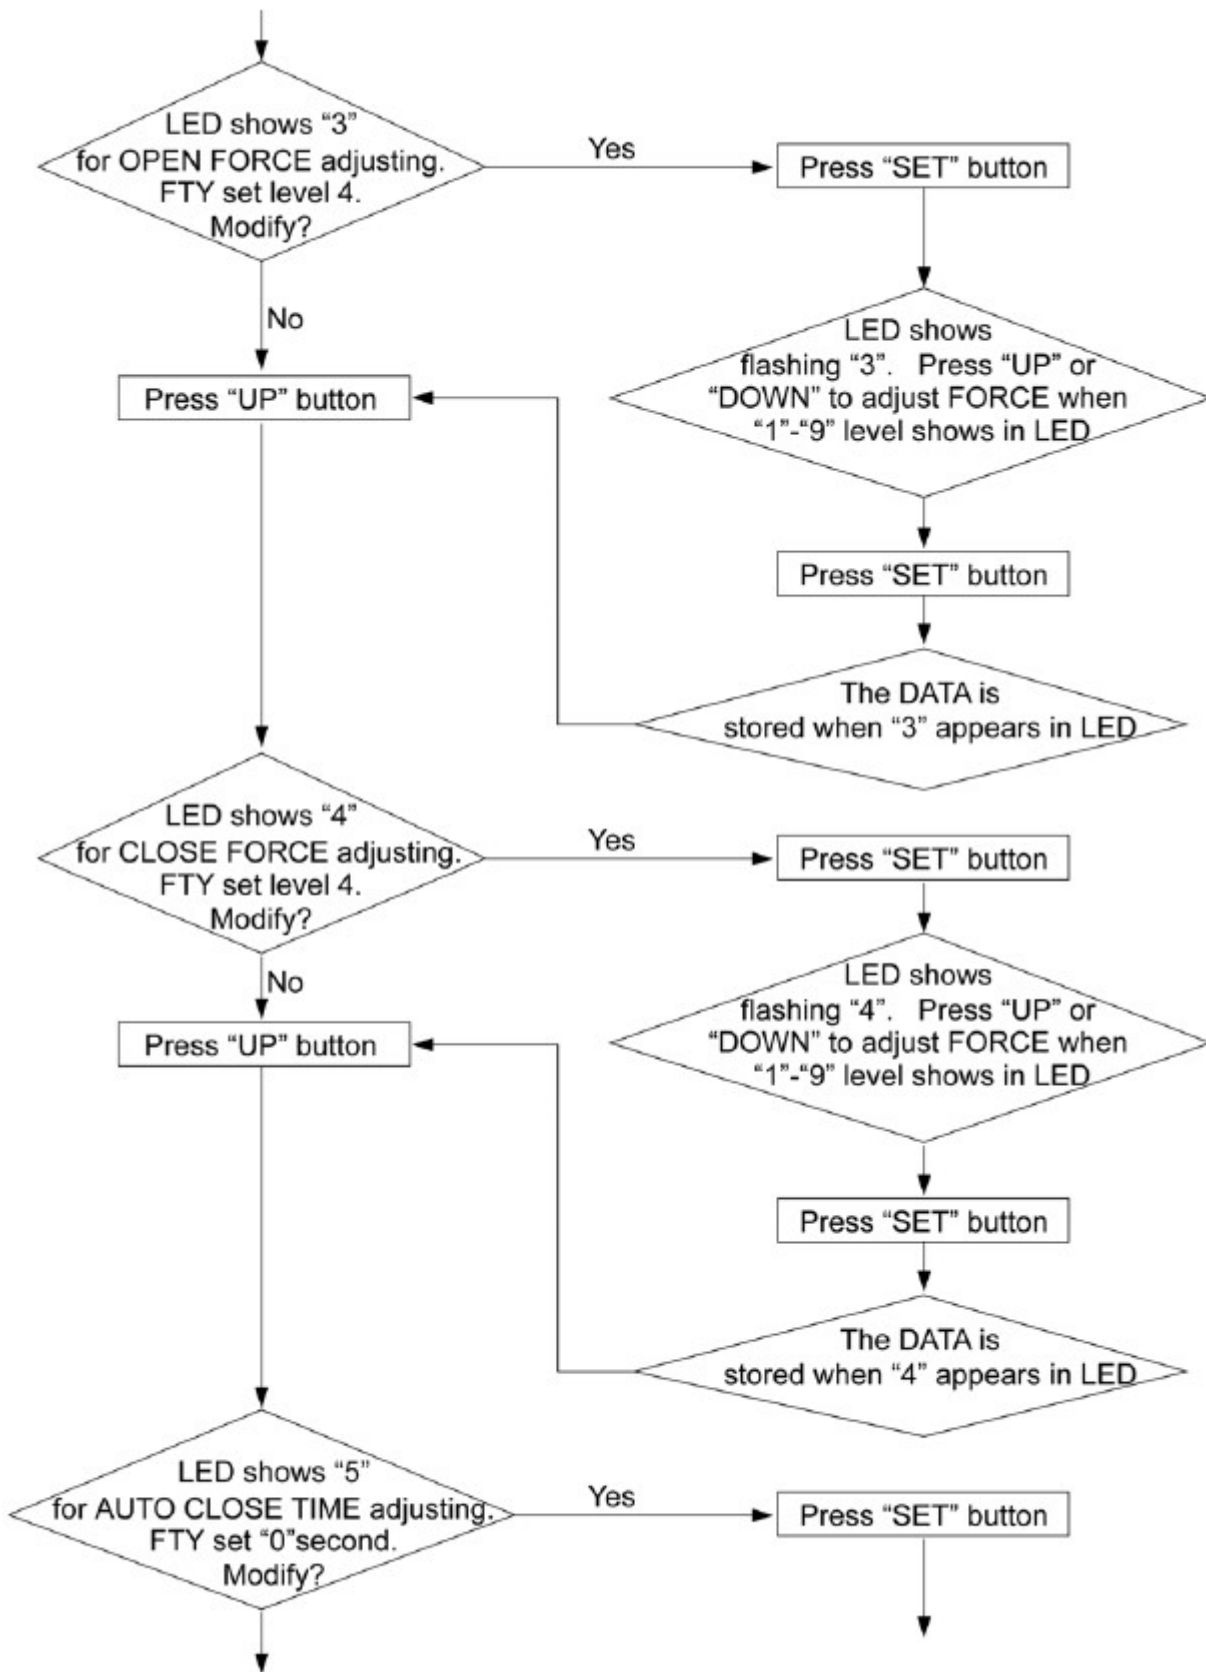 LED shows “3”
for OPEN FORCE adjusting.
FTY set level 4.
Modify?
Yes
Press “SET” button
No
LED shows
flashing “3”.   Press “UP” or
“DOWN” to adjust FORCE when
“1”-“9” level shows in LED
Press “UP” button
Press “SET” button
The DATA is
stored when “3” appears in LED
LED shows “4”
for CLOSE FORCE adjusting.
FTY set level 4.
Modify?
Yes
Press “SET” button
No
LED shows
flashing “4”.   Press “UP” or
“DOWN” to adjust FORCE when
“1”-“9” level shows in LED
Press “UP” button
Press “SET” button
The DATA is
stored when “4” appears in LED
LED shows “5”
for AUTO CLOSE TIME adjusting.
FTY set “0”second.
Modify?
Yes
Press “SET” button